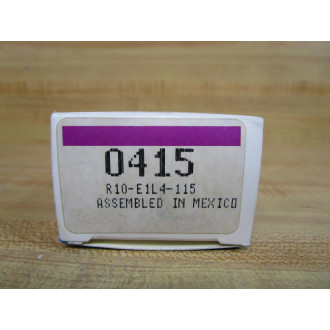 0415
R10-E1L4-115
ASSEMBLED IN MEXICO